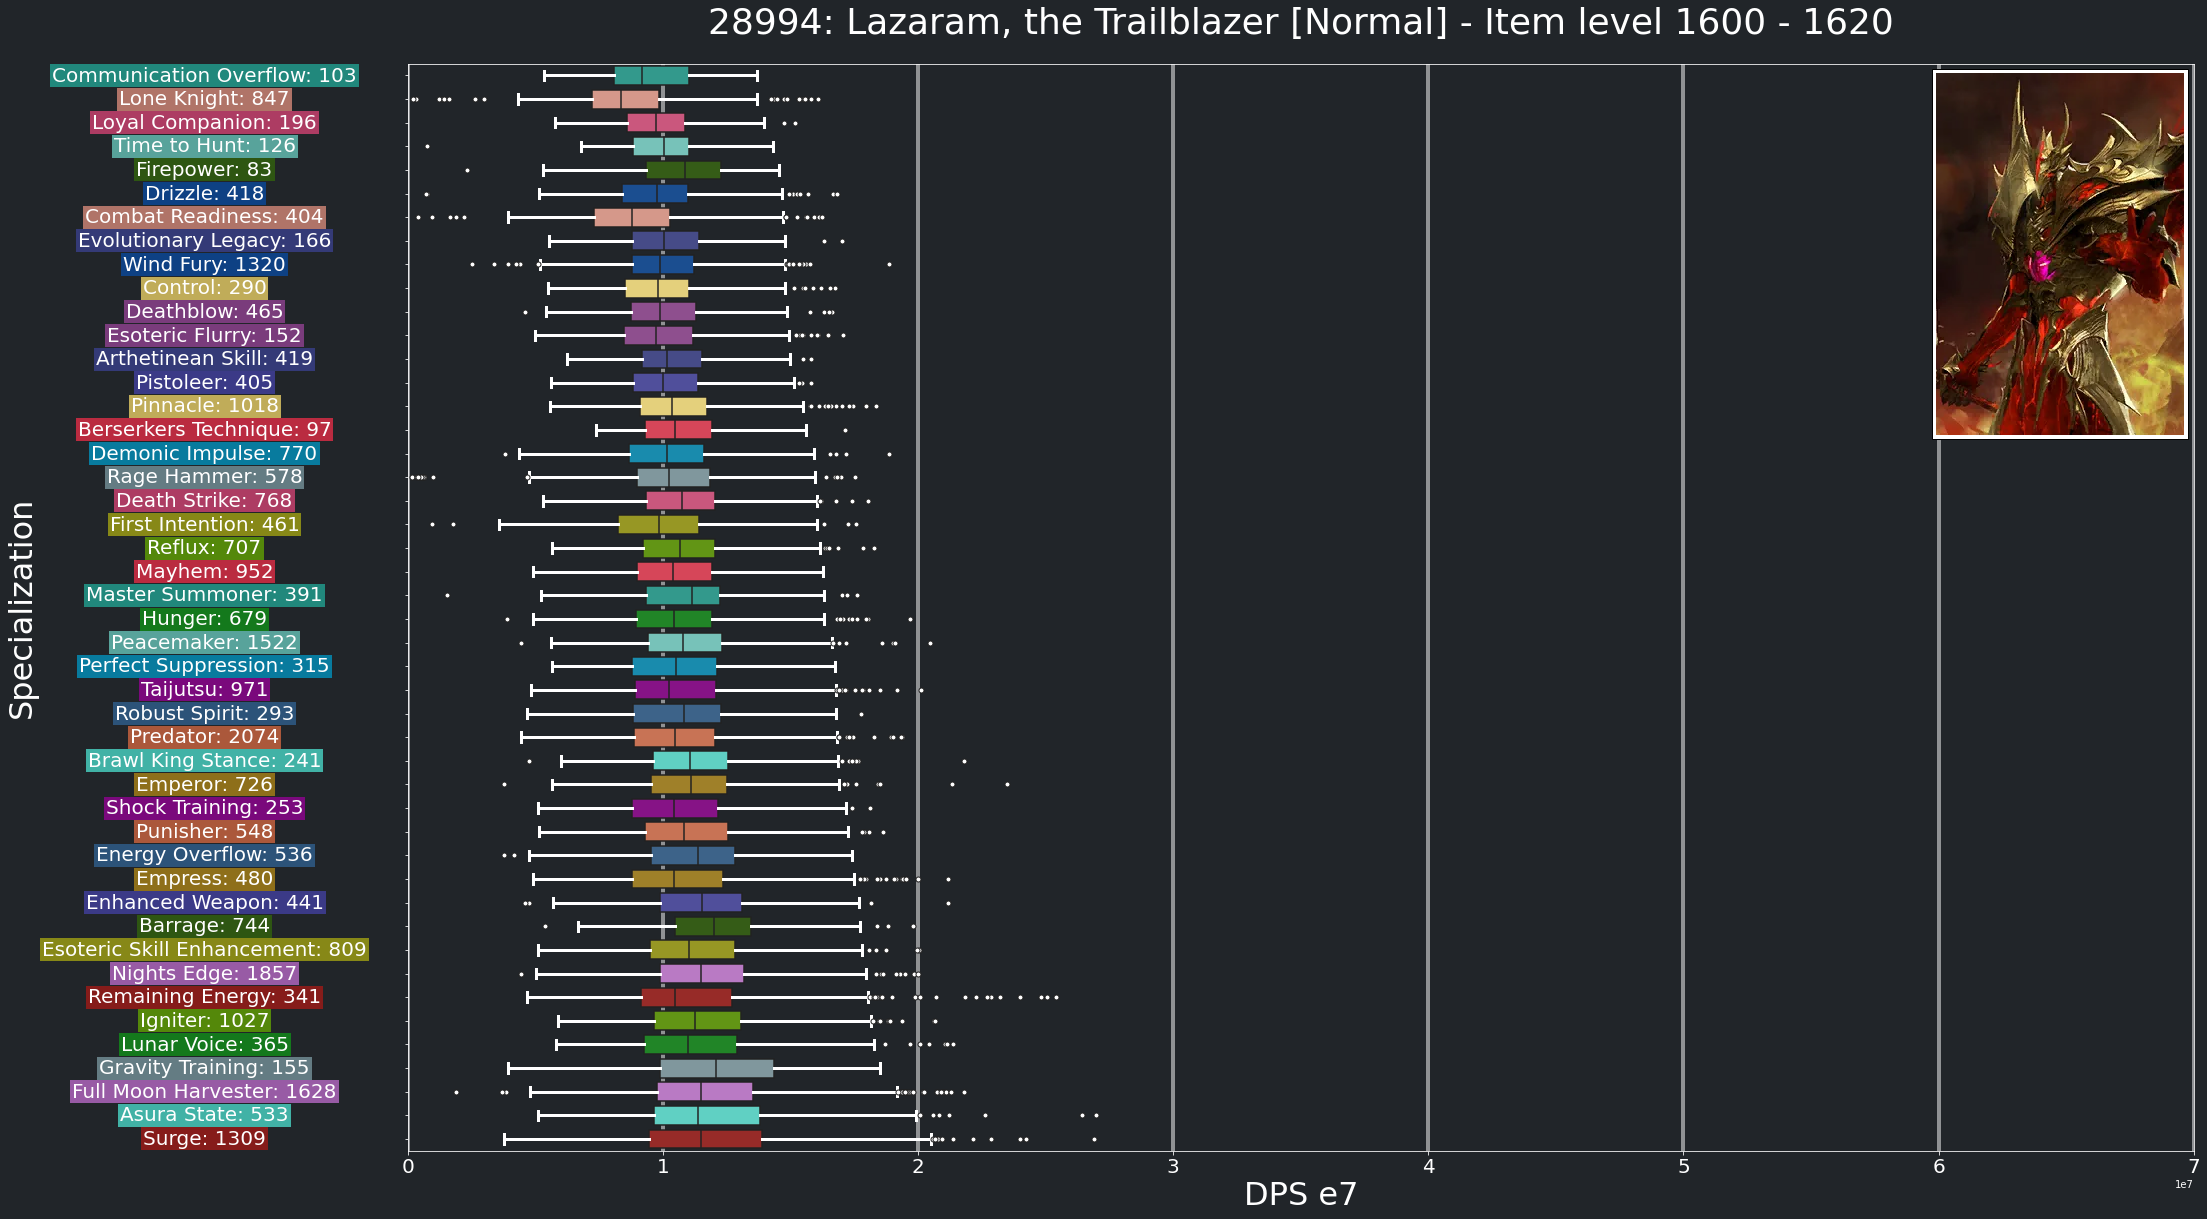 28994: Lazaram, the Trailblazer [Normal] - Item level 1600 - 1620
Communication Overflow: 103
Lone Knight: 847
Loyal Companion: 196
Time to Hunt: 126
Firepower: 83
Drizzle: 418
Combat Readiness: 404
Evolutionary Legacy: 166
Wind Fury: 1320
Control: 290
Deathblow: 465
Esoteric Flurry: 152
Arthetinean Skill: 419
Pistoleer: 405
Pinnacle: 1018
Berserkers Technique: 97
Demonic Impulse: 770
Rage Hammer: 578
Death Strike: 768
First Intention: 461
Reflux: 707
Mayhem: 952
Master Summoner: 391
Hunger: 679
Peacemaker: 1522
Perfect Suppression: 315
Taijutsu: 971
Robust Spirit: 293
Predator: 2074
Brawl King Stance: 241
Emperor: 726
Shock Training: 253
Punisher: 548
Energy Overflow: 536
Empress: 480
Enhanced Weapon: 441
Barrage: 744
Esoteric Skill Enhancement: 809
Nights Edge: 1857
Remaining Energy: 341
Igniter: 1027
Lunar Voice: 365
Gravity Training: 155
Full Moon Harvester: 1628
Asura State: 533
Surge: 1309
Specialization
0 1 2 3 4 5 6 7
1e7
DPS e7